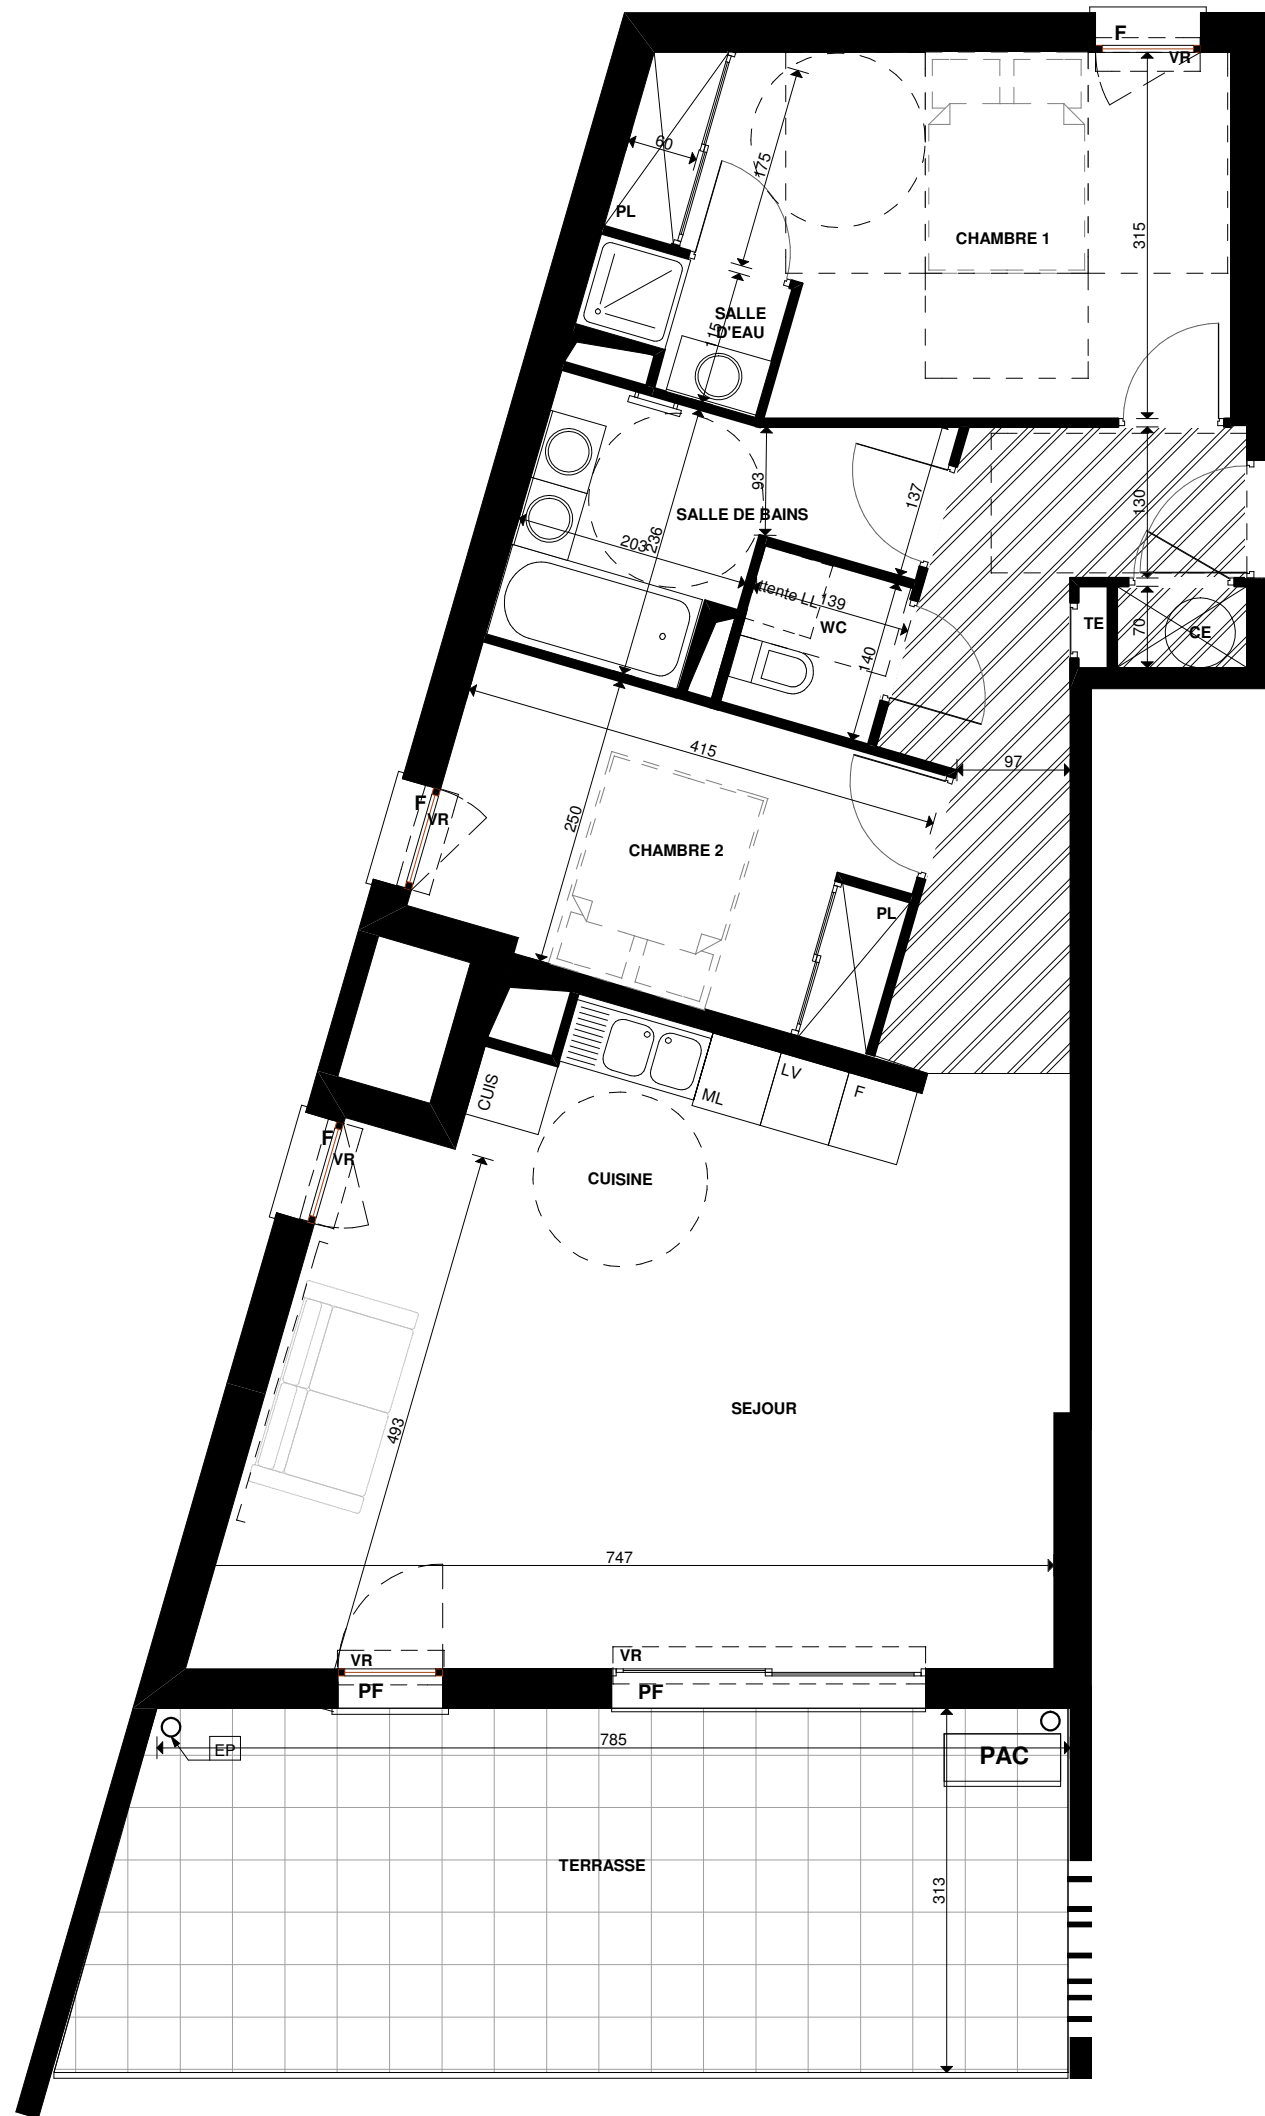 F
VR
60
175
315
PL
CHAMBRE 1
SALLE
D'EAU
115
93
137
130
SALLE DE BAINS
203
236
ttente LL
139
WC
140
TE
70
CE
415
97
F
VR
250
CHAMBRE 2
PL
CUIS
ML
LV
F
F
VR
CUISINE
493
SEJOUR
747
VR
PF
VR
PF
EP
785
PAC
TERRASSE
313